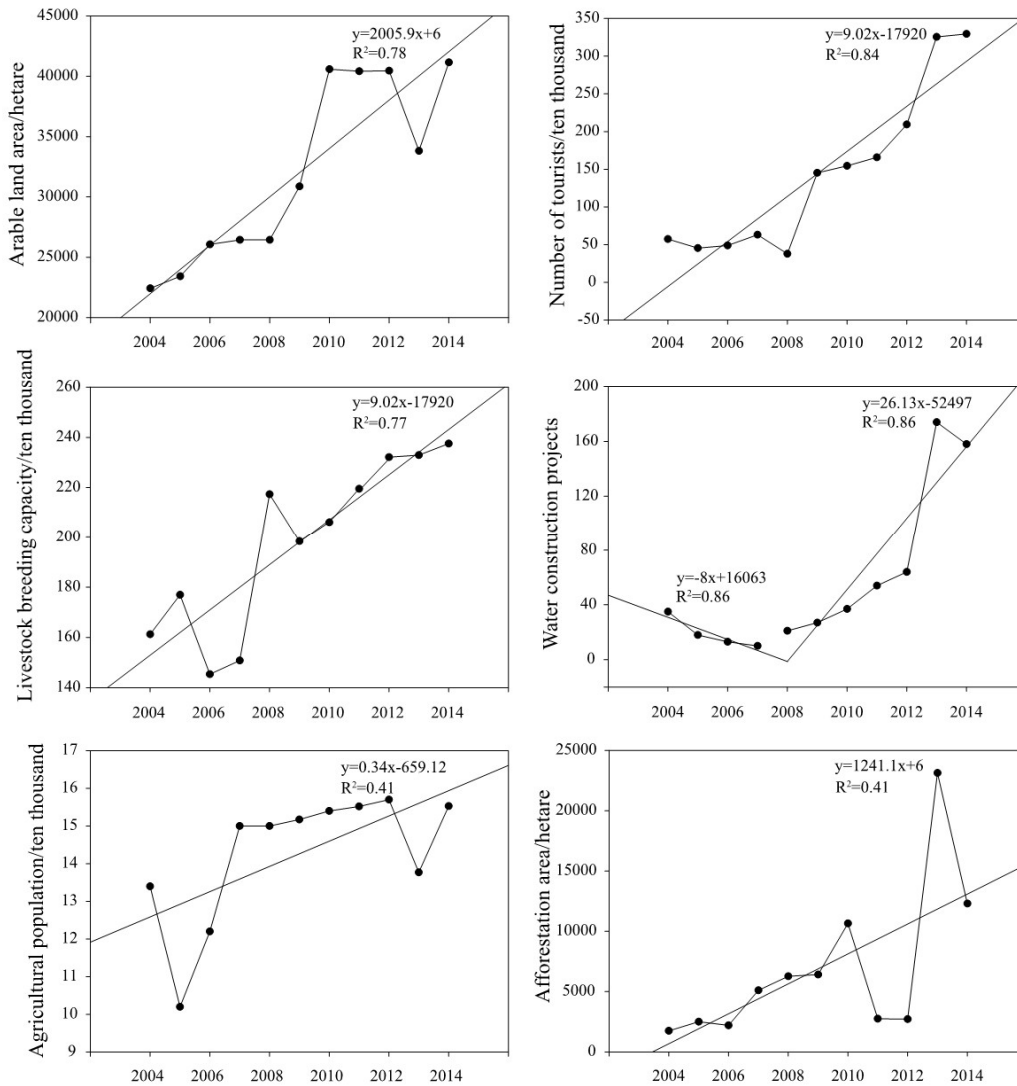 Arable land area/hetare
45000
40000
35000
30000
25000
20000
y=2005.9x+6
R²=0.78
2004 2006 2008 2010 2012 2014
Number of tourists/ten thousand
350
300
250
200
150
100
50
0
-50
y=9.02x-17920
R²=0.84
2004 2006 2008 2010 2012 2014
Livestock breeding capacity/ten thousand
260
240
220
200
180
160
140
y=9.02x-17920
R²=0.77
2004 2006 2008 2010 2012 2014
Water construction projects
200
160
120
80
40
0
y=26.13x-52497
R²=0.86
y=-8x+16063
R²=0.86
2004 2006 2008 2010 2012 2014
Agricultural population/ten thousand
17
16
15
14
13
12
11
10
9
y=0.34x-659.12
R²=0.41
2004 2006 2008 2010 2012 2014
Afforestation area/hetare
25000
20000
15000
10000
5000
0
y=1241.1x+6
R²=0.41
2004 2006 2008 2010 2012 2014